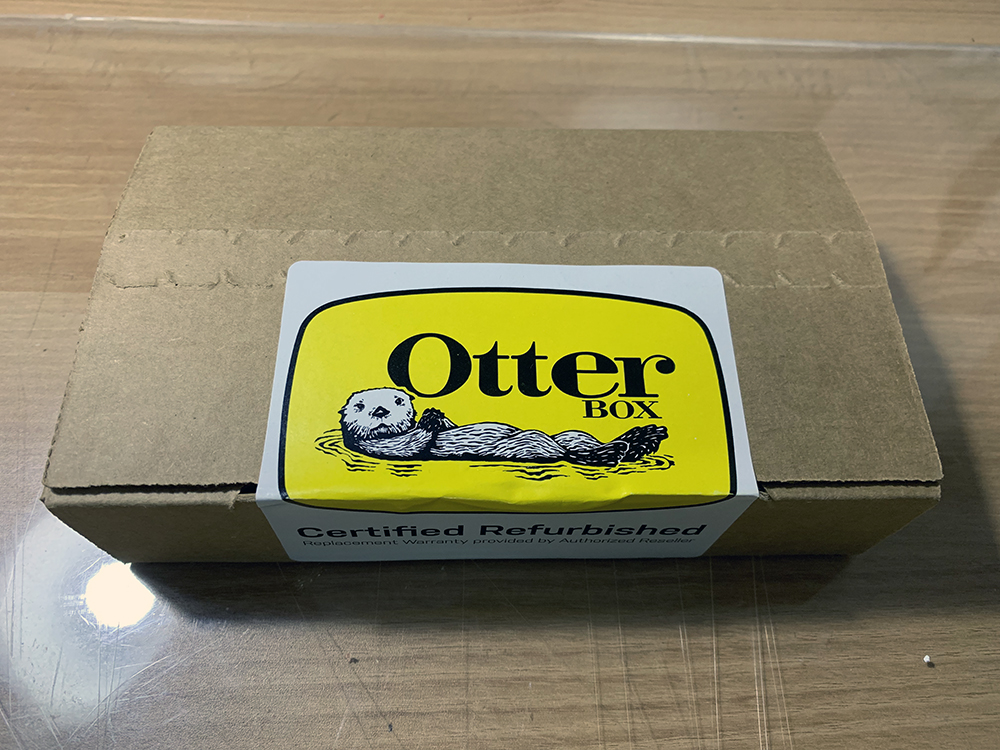 Otter
BOX
Certified Refurbished
Replacement Warranty provided by Authorized Reseller